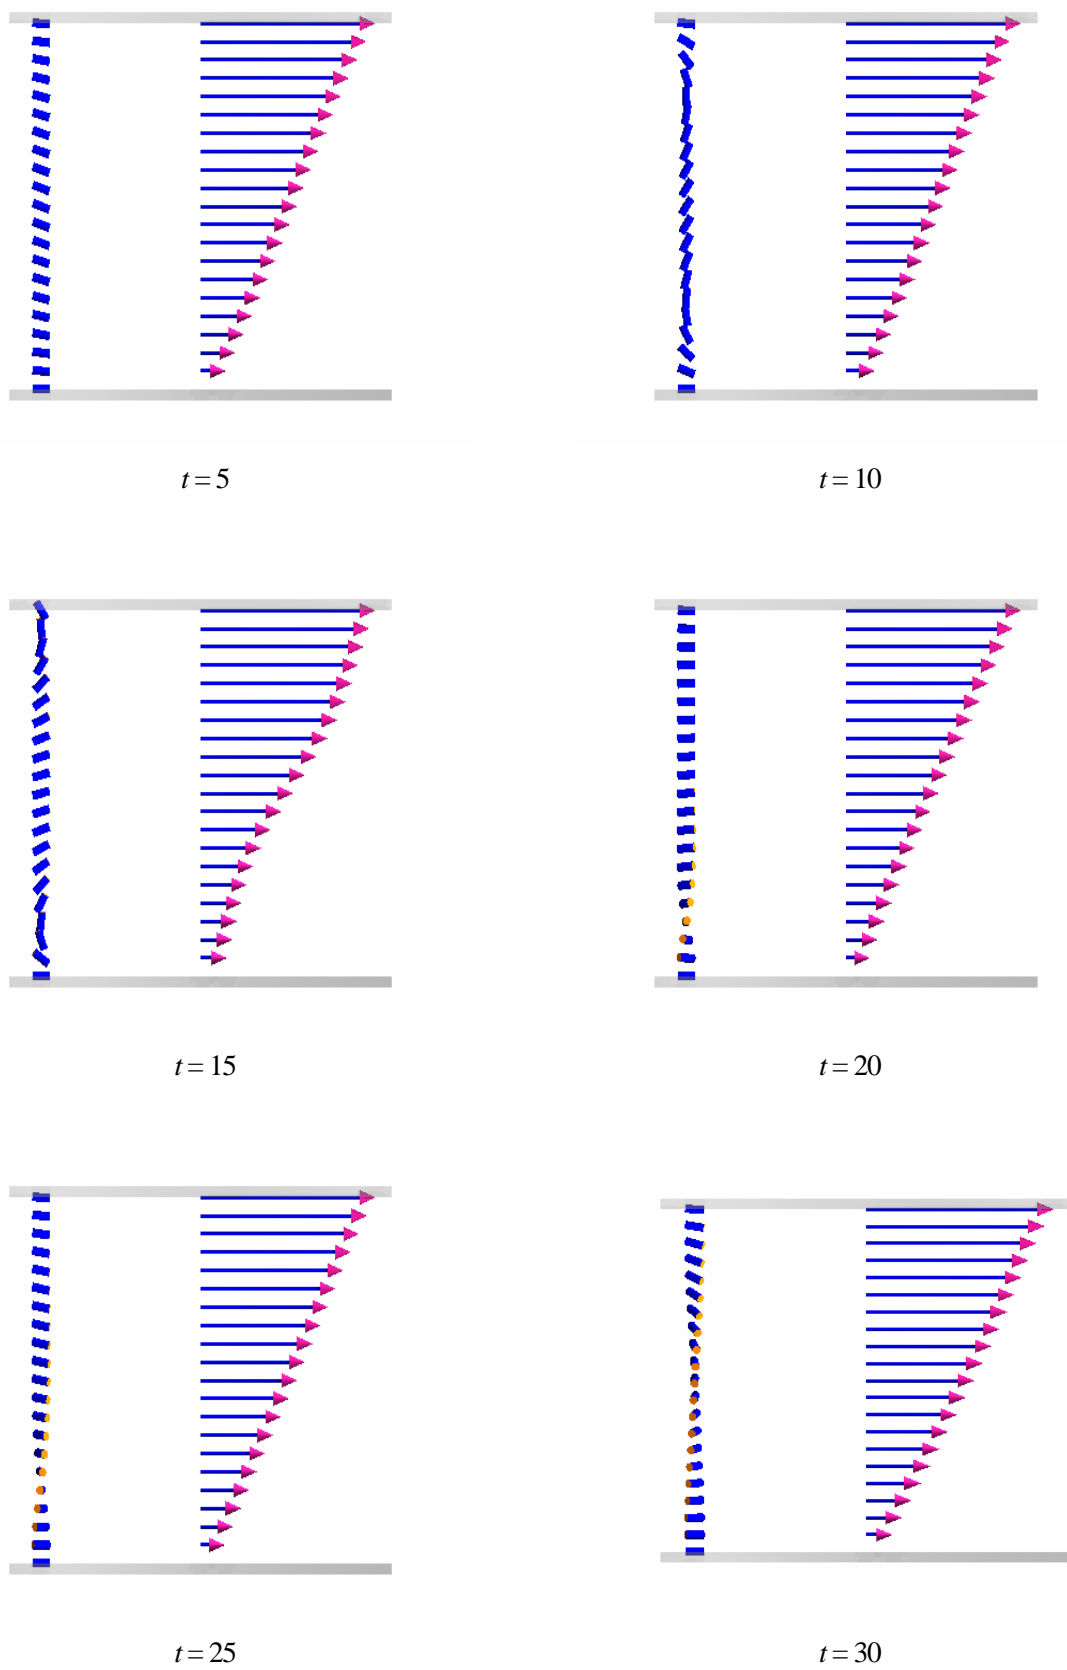 t = 5
t = 10
t = 15
t = 20
t = 25
t = 30